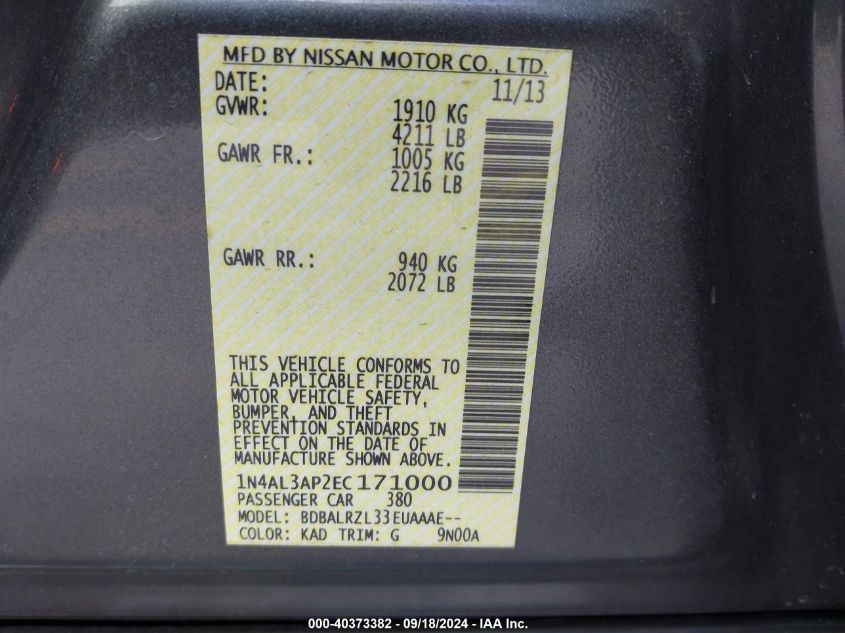 MFD BY NISSAN MOTOR CO., LTD.
DATE: 11/13
GVWR: 1910 KG
4211 LB
GAWR FR.: 1005 KG
2216 LB
GAWR RR.: 940 KG
2072 LB
THIS VEHICLE CONFORMS TO
ALL APPLICABLE FEDERAL
MOTOR VEHICLE SAFETY,
BUMPER, AND THEFT
PREVENTION STANDARDS IN
EFFECT ON THE DATE OF
MANUFACTURE SHOWN ABOVE.
1N4AL3AP2EC171000
PASSENGER CAR 380
MODEL: BDBALRZL33EUAAAE--
COLOR: KAD TRIM: G 9N00A
000-40373382 - 09/18/2024 - IAA Inc.